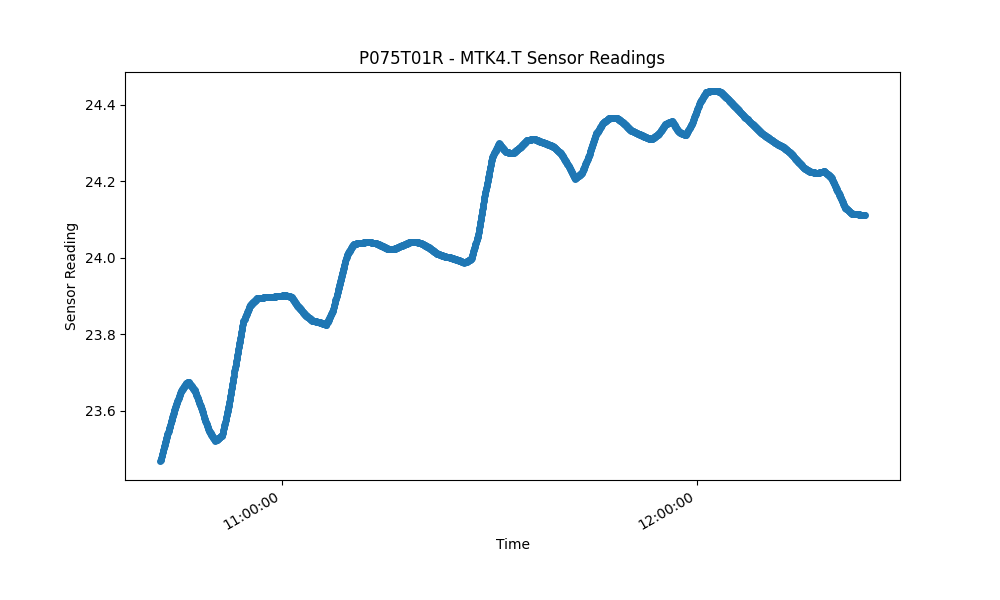 P075T01R - MTK4.T Sensor Readings
24.4
24.2
24.0
23.8
23.6
Sensor Reading
11:00:00
12:00:00
Time